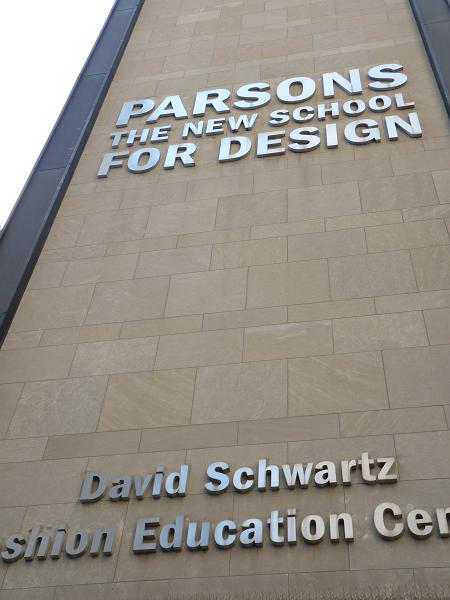 PARSONS
THE NEW SCHOOL
FOR DESIGN
David Schwartz
shion Education Cen